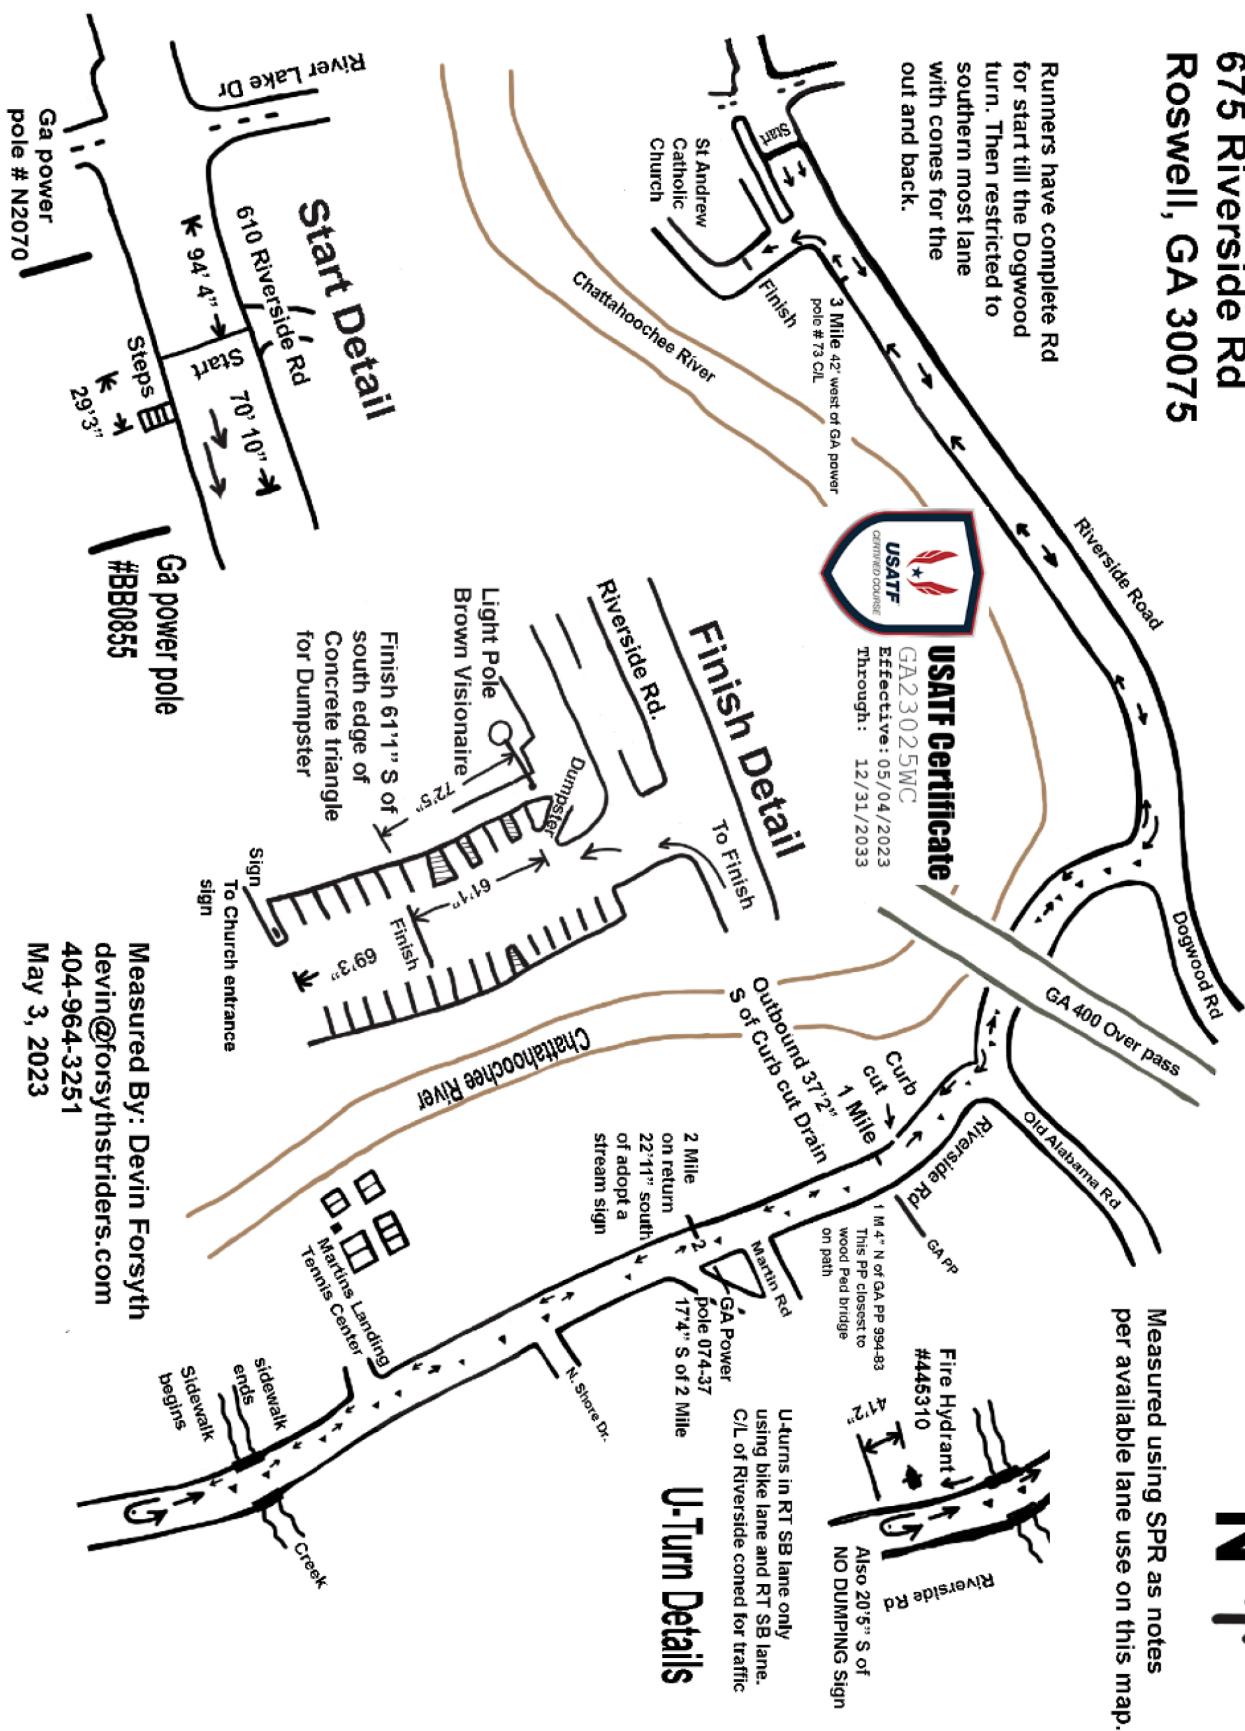 675 Riverside Rd
Roswell, GA 30075
Runners have complete Rd
for start till the Dogwood
turn. Then restricted to
southern most lane
with cones for the
out and back.
Start
St Andrew
Catholic
Church
Finish
3 Mile 42' west of GA power
pole # 73 C/L
Chattahoochee River
Riverside Road
USATF
CERTIFIED COURSE
USATF Certificate
GA23025WC
Effective: 05/04/2023
Through: 12/31/2033
Dogwood Rd
GA 400 Over pass
Old Alabama Rd
Riverside Rd
Curb
cut
1 Mile
Outbound 37'2"
S of Curb cut Drain
GA PP
1 M 4" N of GA PP 994-83
This PP closest to
wood Ped bridge
on path
Martin Rd
2 Mile
on return
22'11" south
of adopt a
stream sign
2
GA Power
pole 074-37
17'4" S of 2 Mile
N. Shore Dr.
Chattahoochee River
Martins Landing
Tennis Center
sidewalk
ends
Sidewalk
begins
Creek
Measured using SPR as notes
per available lane use on this map.
N
Fire Hydrant
#445310
41'2"
Also 20'5" S of
NO DUMPING Sign
Riverside Rd
U-turns in RT SB lane only
using bike lane and RT SB lane.
C/L of Riverside coned for traffic
U-Turn Details
Start Detail
River Lake Dr
610 Riverside Rd
94' 4"
Start
70' 10"
Steps
29'3"
Ga power
pole # N2070
Ga power pole
#BB0855
Finish Detail
Riverside Rd.
To Finish
Light Pole
Brown Visionaire
Dumpster
72'5"
61'1"
Finish
69'3"
Finish 61'1" S of
south edge of
Concrete triangle
for Dumpster
Sign
To Church entrance
sign
Measured By: Devin Forsyth
devin@forsythstriders.com
404-964-3251
May 3, 2023